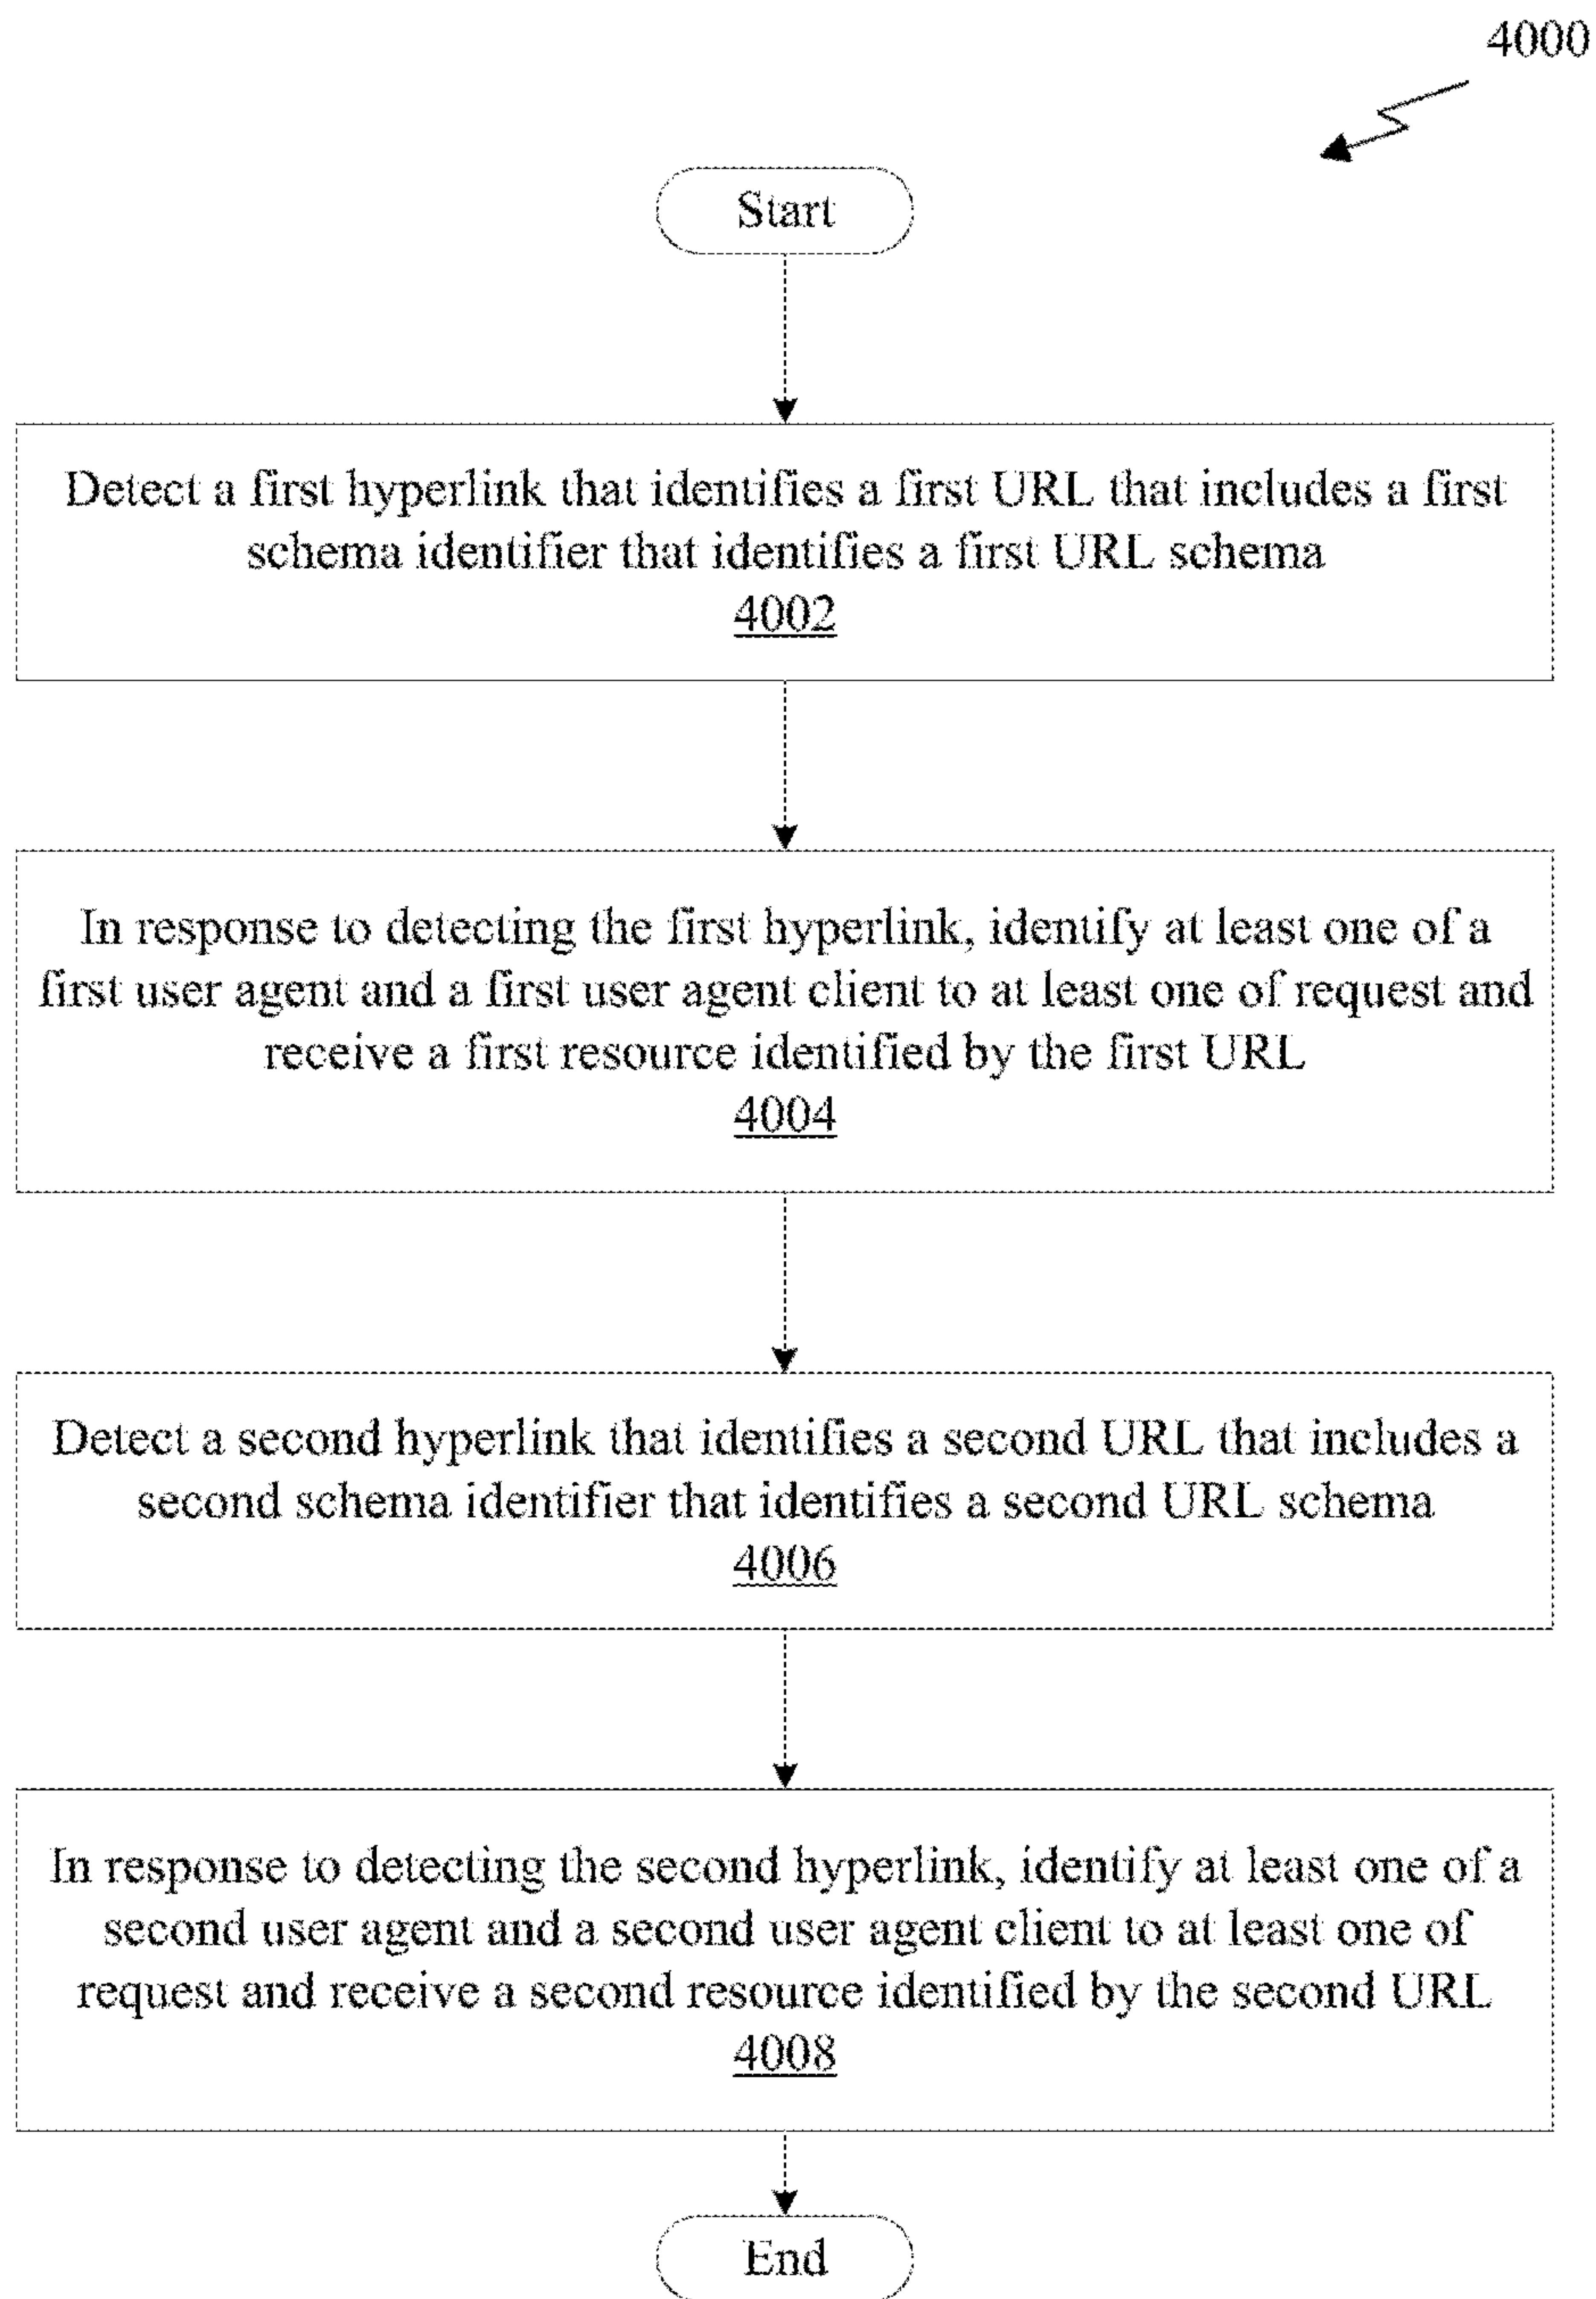 4000
Start
Detect a first hyperlink that identifies a first URL that includes a first
schema identifier that identifies a first URL schema
4002
In response to detecting the first hyperlink, identify at least one of a
first user agent and a first user agent client to at least one of request and
receive a first resource identified by the first URL
4004
Detect a second hyperlink that identifies a second URL that includes a
second schema identifier that identifies a second URL schema
4006
In response to detecting the second hyperlink, identify at least one of a
second user agent and a second user agent client to at least one of
request and receive a second resource identified by the second URL
4008
End